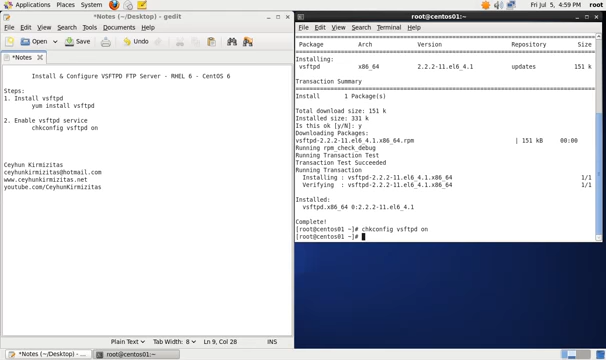 Applications Places System
Fri Jul 5, 4:59 PM root
*Notes (~/Desktop) - gedit
File Edit View Search Tools Documents Help
Open Save Undo
*Notes
Install & Configure VSFTPD FTP Server - RHEL 6 - CentOS 6
Steps:
1. Install vsftpd
yum install vsftpd
2. Enable vsftpd service
chkconfig vsftpd on
Ceyhun Kirmizitas
ceyhunkirmizitas@hotmail.com
www.ceyhunkirmizitas.net
youtube.com/CeyhunKirmizitas
Plain Text Tab Width: 8 Ln 9, Col 28 INS
root@centos01:~
File Edit View Search Terminal Help
Package Arch Version Repository Size
Installing:
vsftpd x86_64 2.2.2-11.el6_4.1 updates 151 k
Transaction Summary
Install 1 Package(s)
Total download size: 151 k
Installed size: 331 k
Is this ok [y/N]: y
Downloading Packages:
vsftpd-2.2.2-11.el6_4.1.x86_64.rpm | 151 kB 00:00
Running rpm_check_debug
Running Transaction Test
Transaction Test Succeeded
Running Transaction
Installing : vsftpd-2.2.2-11.el6_4.1.x86_64 1/1
Verifying : vsftpd-2.2.2-11.el6_4.1.x86_64 1/1
Installed:
vsftpd.x86_64 0:2.2.2-11.el6_4.1
Complete!
[root@centos01 ~]# chkconfig vsftpd on
[root@centos01 ~]#
*Notes (~/Desktop) - ... root@centos01:~